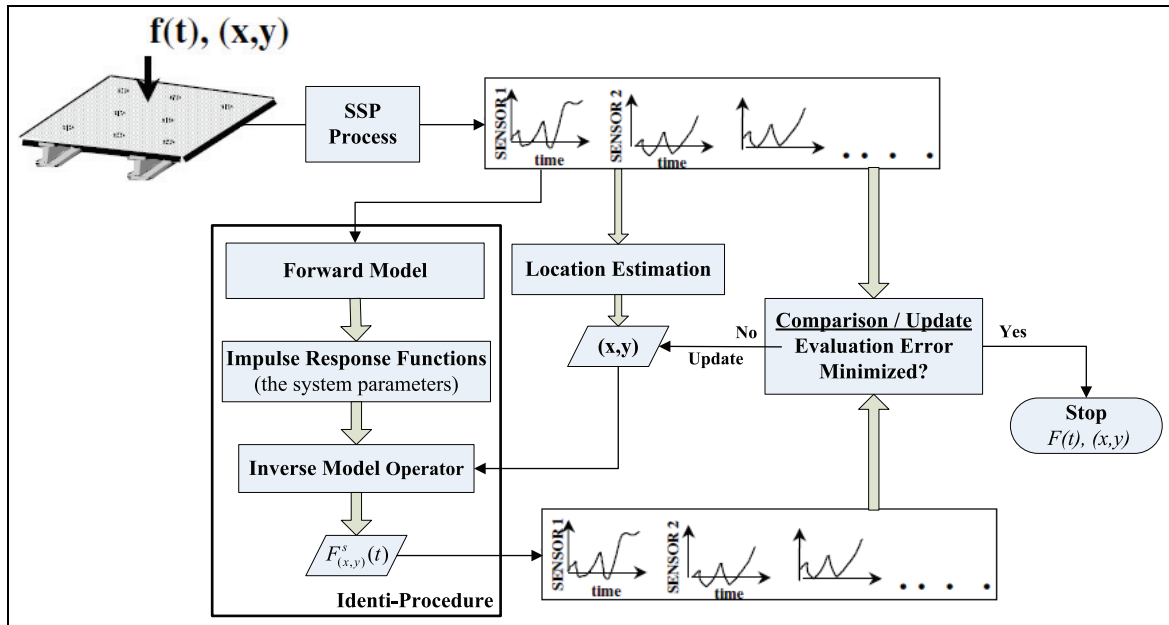 f(t), (x,y)
SSP
Process
SENSOR 1
time
SENSOR 2
time
Forward Model
Location Estimation
Impulse Response Functions
(the system parameters)
(x,y)
No
Update
Comparison / Update
Evaluation Error
Minimized?
Yes
Stop
F(t), (x,y)
Inverse Model Operator
F^s_(x,y)(t)
Identi-Procedure
SENSOR 1
time
SENSOR 2
time